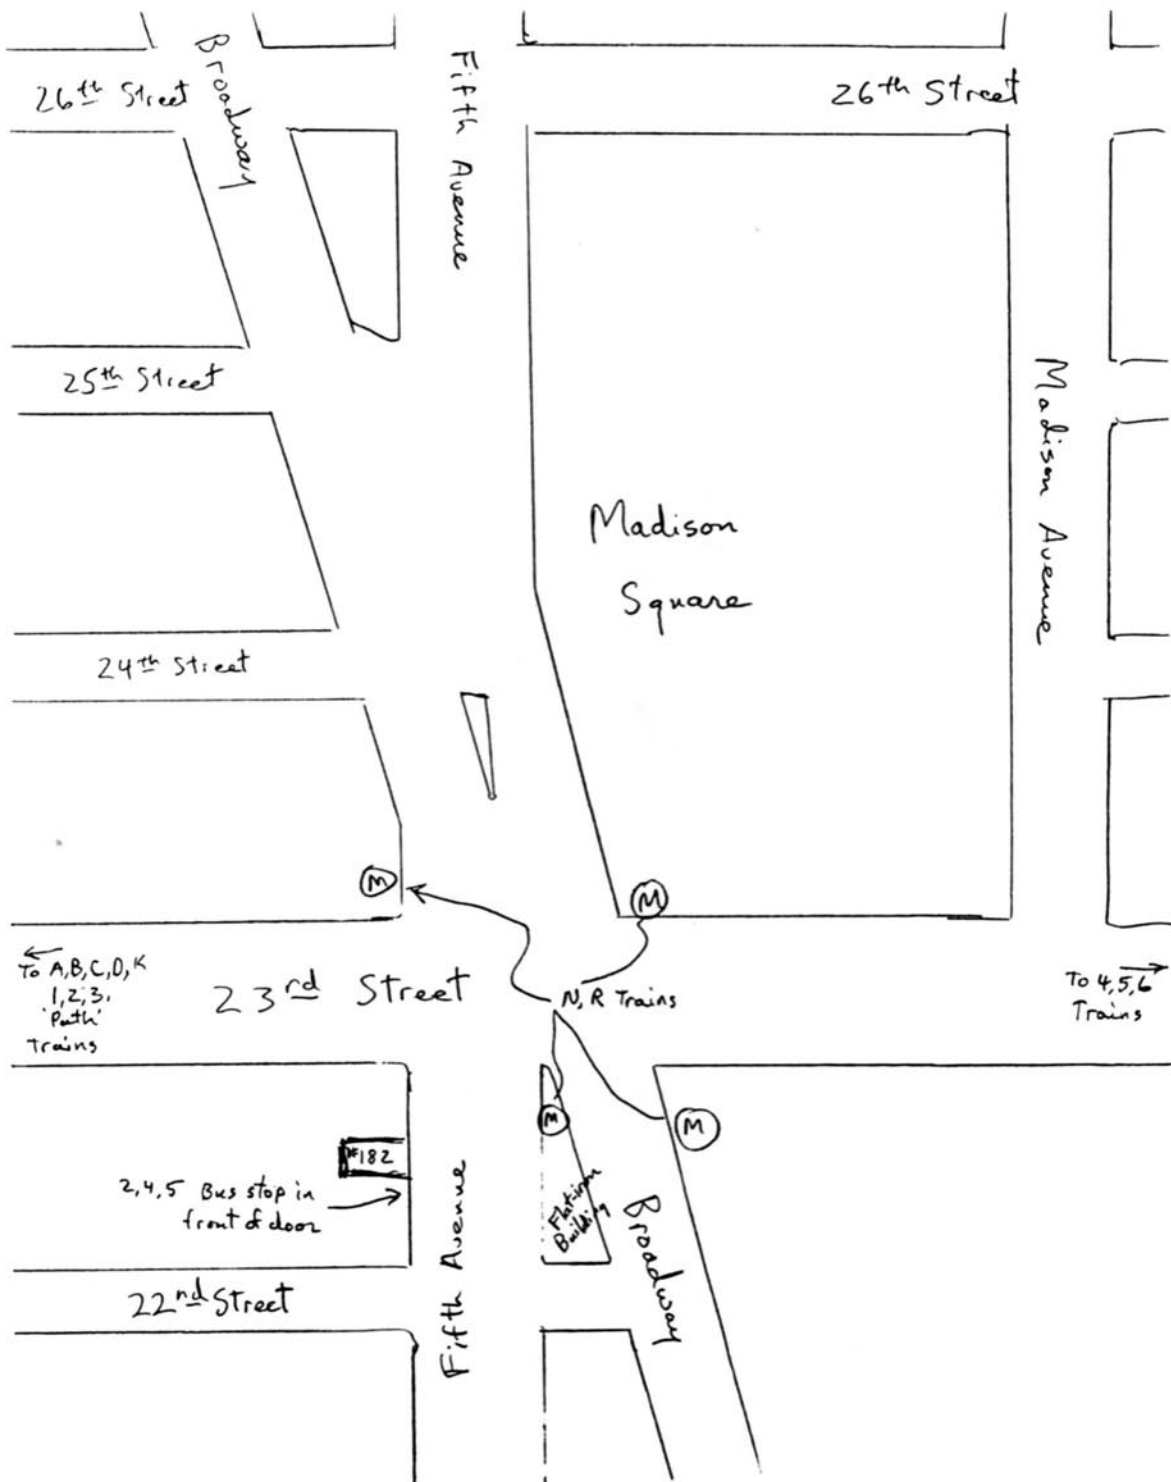 Broadway
Fifth Avenue
26th Street
26th Street
25th Street
Madison Avenue
Madison
Square
24th Street
M
M
To A,B,C,D,K
1,2,3,
'Path'
Trains
23rd Street
N,R Trains
To 4,5,6
Trains
M
M
#182
2,4,5 Bus stop in
front of door
Flat-iron
Building
Broadway
Fifth Avenue
22nd Street